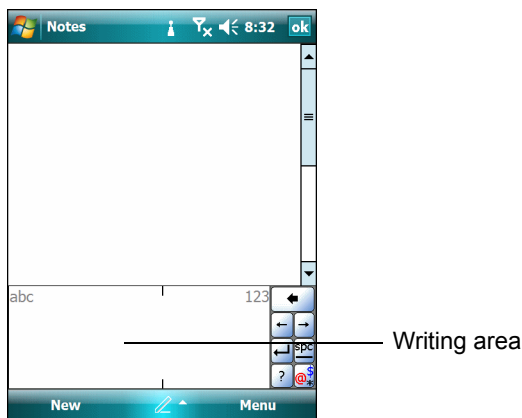 Notes 8:32 ok
abc 123
spc
? @$*
Writing area
New Menu